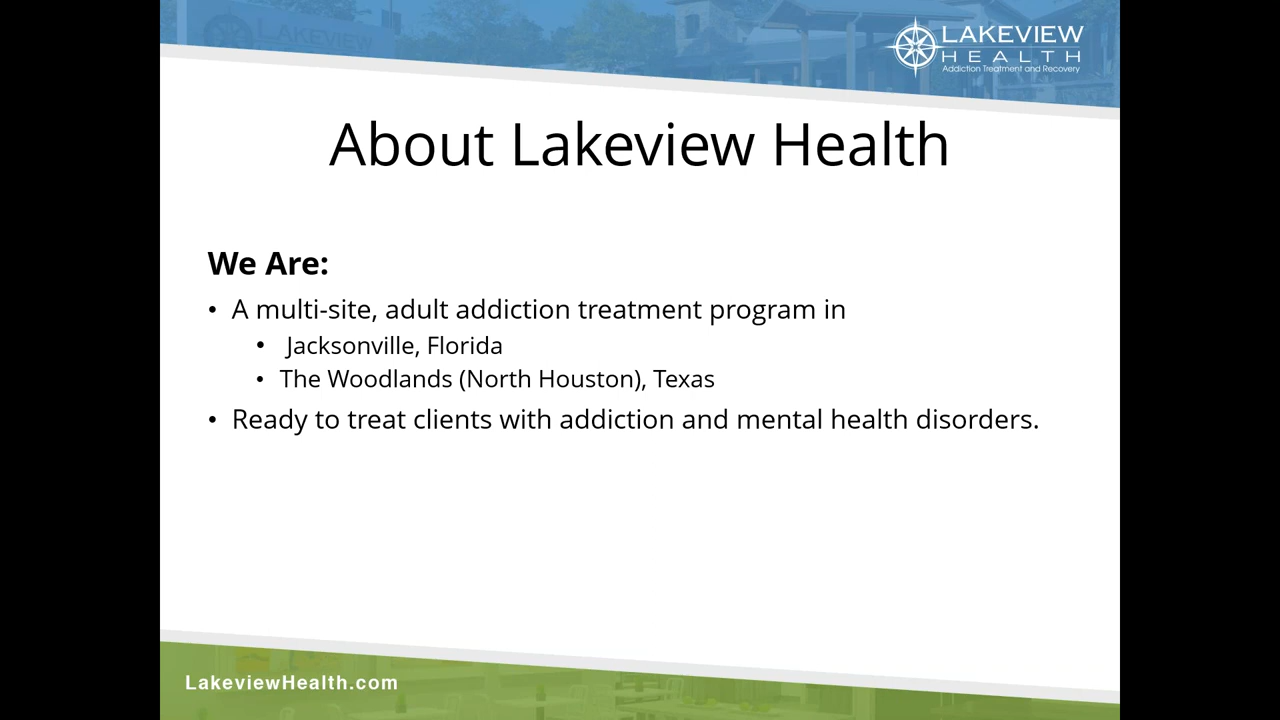 LAKEVIEW
HEALTH
Addiction Treatment and Recovery
About Lakeview Health
We Are:
• A multi-site, adult addiction treatment program in
• Jacksonville, Florida
• The Woodlands (North Houston), Texas
• Ready to treat clients with addiction and mental health disorders.
LakeviewHealth.com